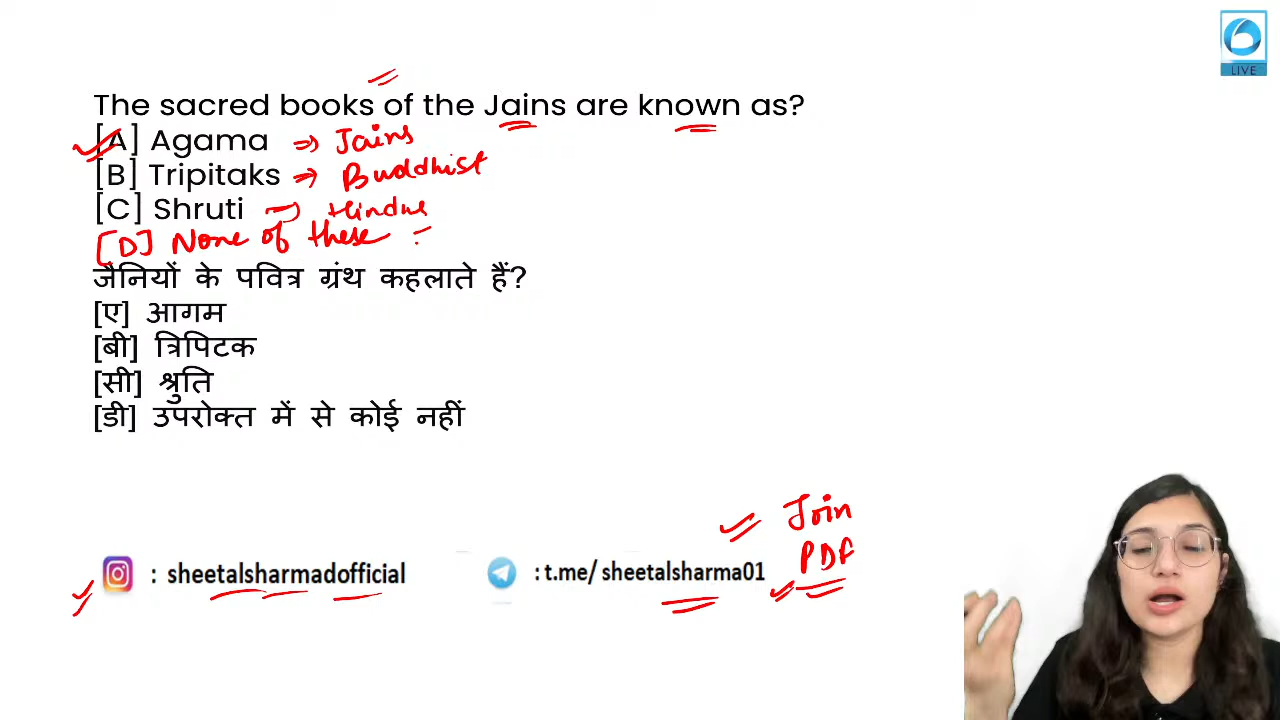 LIVE
The sacred books of the Jains are known as?
[A] Agama => Jains
[B] Tripitaks => Buddhist
[C] Shruti => Hindus
[D] None of these :-
जैनियों के पवित्र ग्रंथ कहलाते हैं?
[ए] आगम
[बी] त्रिपिटक
[सी] श्रुति
[डी] उपरोक्त में से कोई नहीं
Join
PDF
: sheetalsharmadofficial
: t.me/ sheetalsharma01